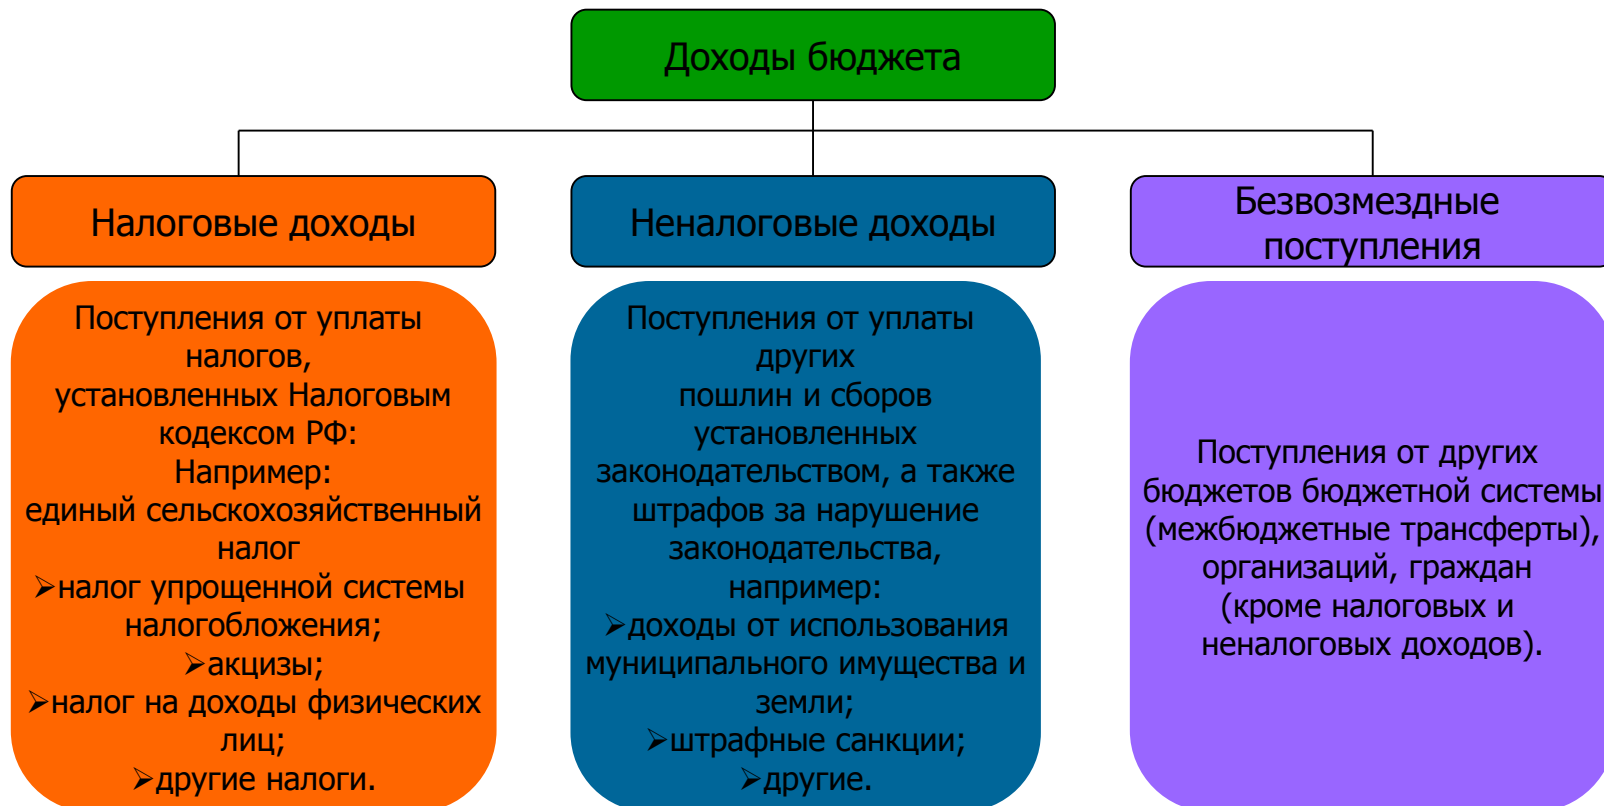 Доходы бюджета
Налоговые доходы
Неналоговые доходы
Безвозмездные
поступления
Поступления от уплаты
налогов,
установленных Налоговым
кодексом РФ:
Например:
единый сельскохозяйственный
налог
➢налог упрощенной системы
налогобложения;
➢акцизы;
➢налог на доходы физических
лиц;
➢другие налоги.
Поступления от уплаты
других
пошлин и сборов
установленных
законодательством, а также
штрафов за нарушение
законодательства,
например:
➢доходы от использования
муниципального имущества и
земли;
➢штрафные санкции;
➢другие.
Поступления от других
бюджетов бюджетной системы
(межбюджетные трансферты),
организаций, граждан
(кроме налоговых и
неналоговых доходов).